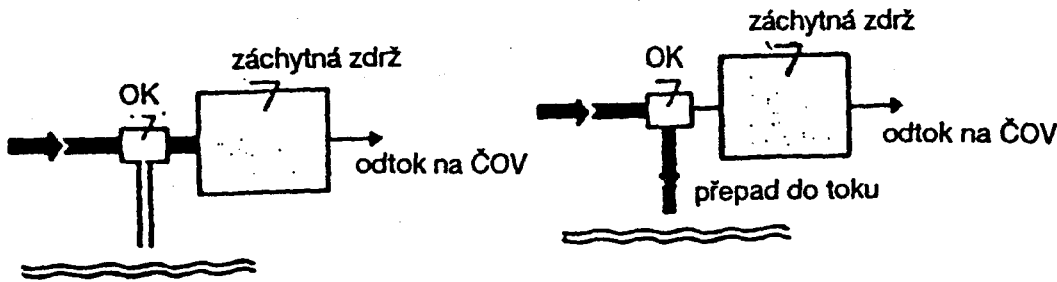 záchytná zdrž
OK
odtok na ČOV
záchytná zdrž
OK
odtok na ČOV
přepad do toku